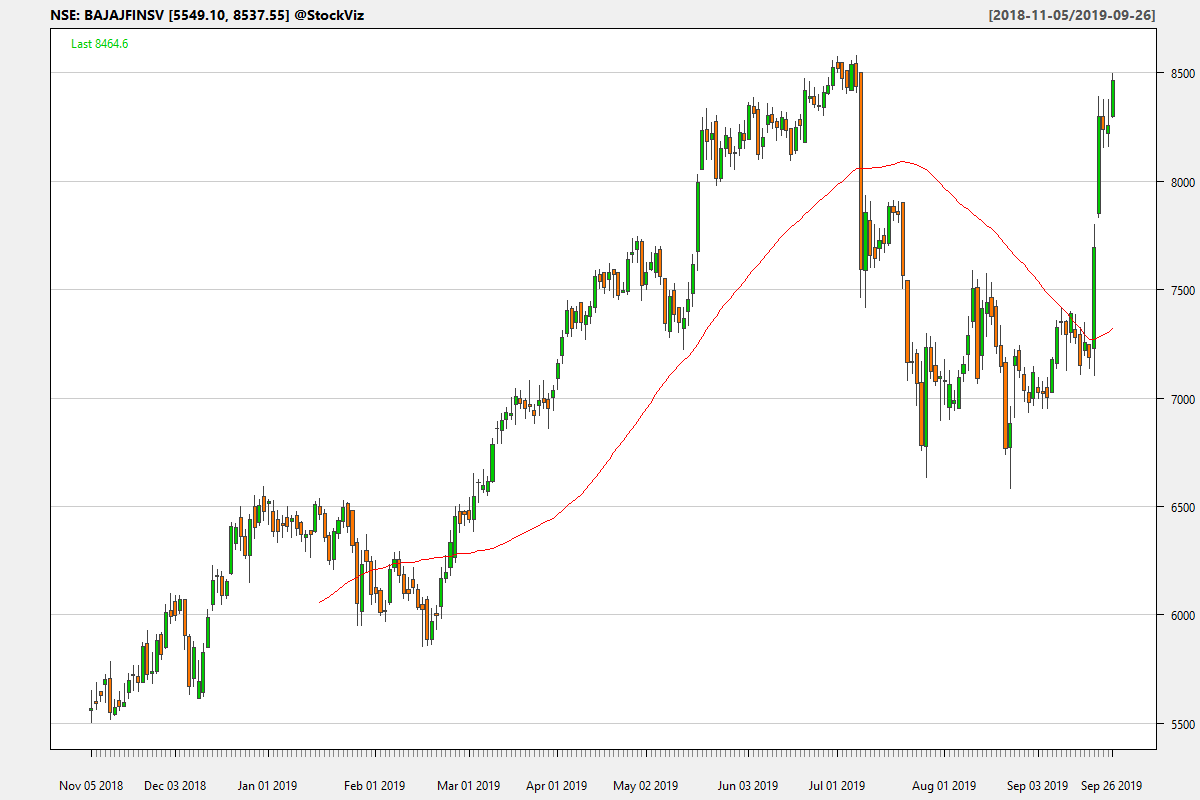 NSE: BAJAJFINSV [5549.10, 8537.55] @StockViz
[2018-11-05/2019-09-26]
Last 8464.6
8500
8000
7500
7000
6500
6000
5500
Nov 05 2018
Dec 03 2018
Jan 01 2019
Feb 01 2019
Mar 01 2019
Apr 01 2019
May 02 2019
Jun 03 2019
Jul 01 2019
Aug 01 2019
Sep 03 2019
Sep 26 2019